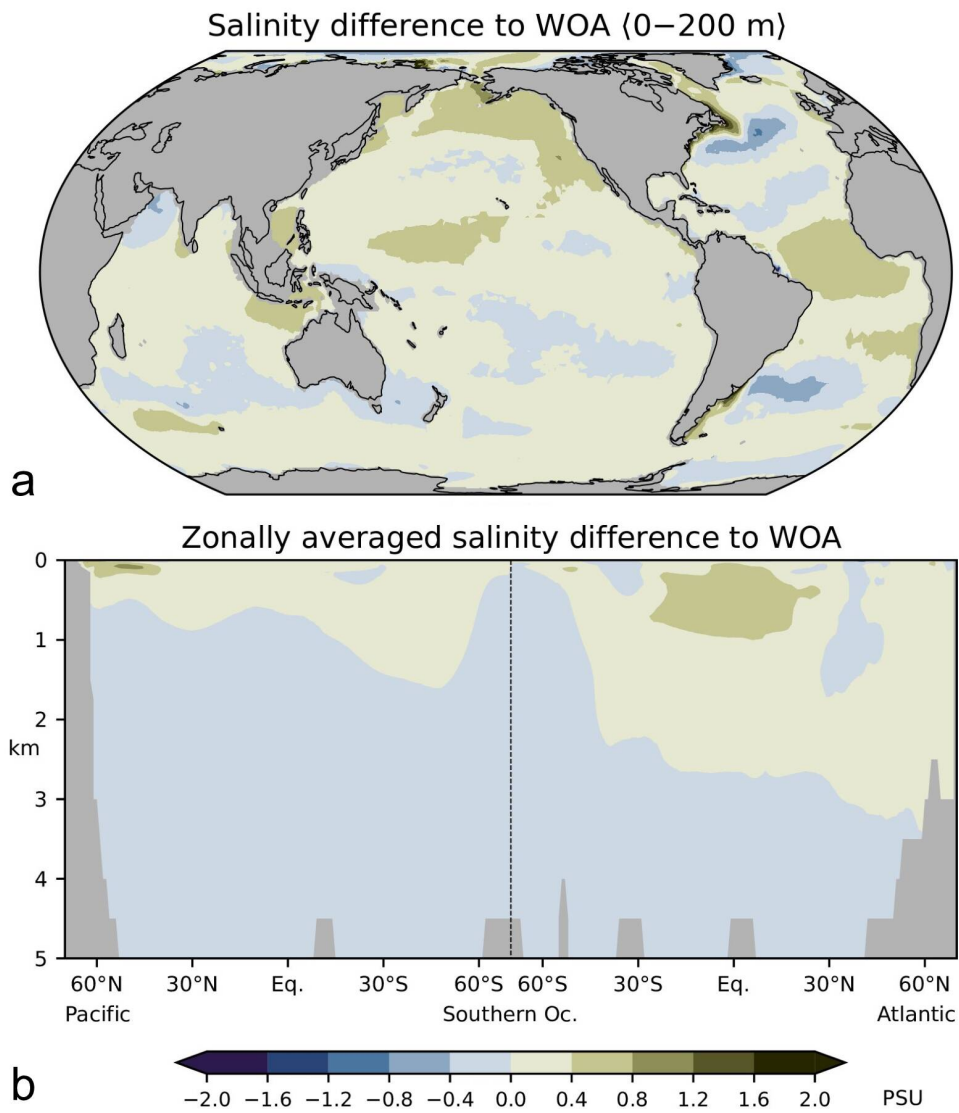 Salinity difference to WOA ⟨0−200 m⟩
a
Zonally averaged salinity difference to WOA
0
1
2
km
3
4
5
60°N 30°N Eq. 30°S 60°S 60°S 30°S Eq. 30°N 60°N
Pacific Southern Oc. Atlantic
b
−2.0 −1.6 −1.2 −0.8 −0.4 0.0 0.4 0.8 1.2 1.6 2.0 PSU